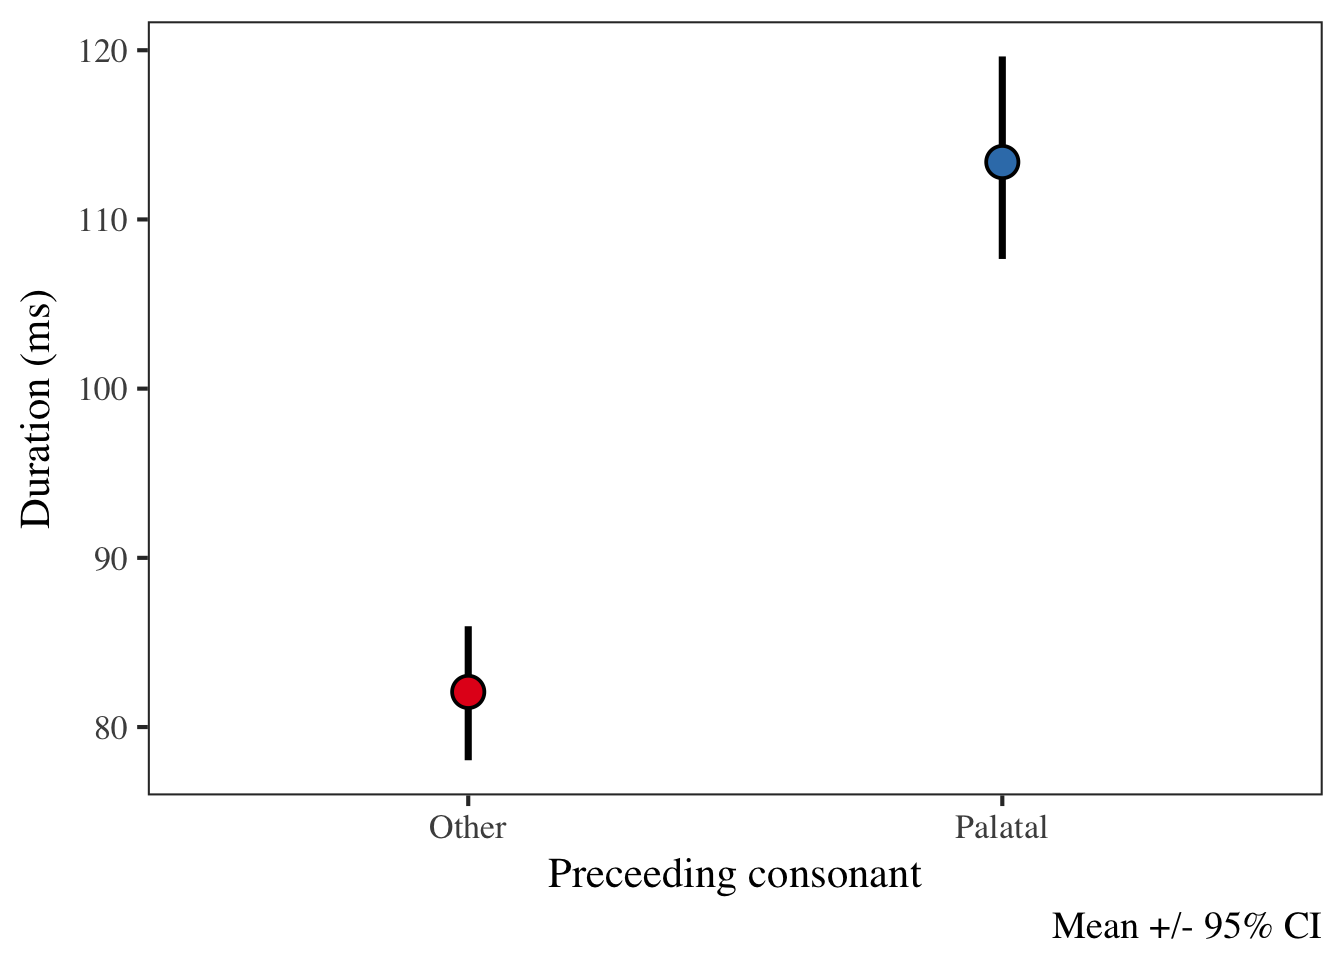 120
110
100
90
80
Duration (ms)
Other
Palatal
Preceeding consonant
Mean +/- 95% CI